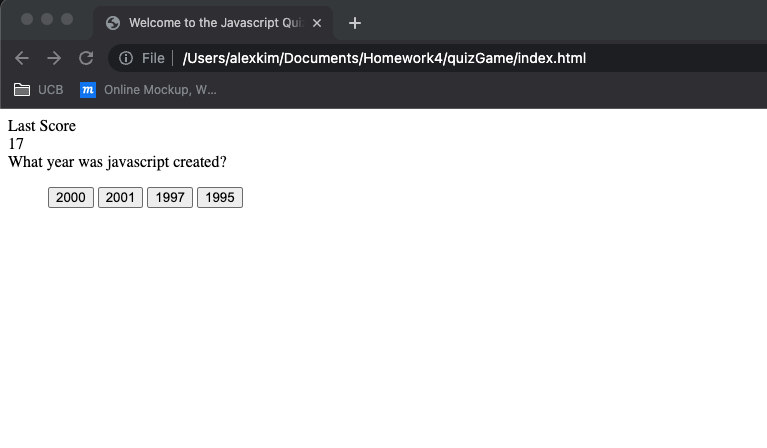 Welcome to the Javascript Qui
File /Users/alexkim/Documents/Homework4/quizGame/index.html
UCB m Online Mockup, W...
Last Score
17
What year was javascript created?
2000 2001 1997 1995